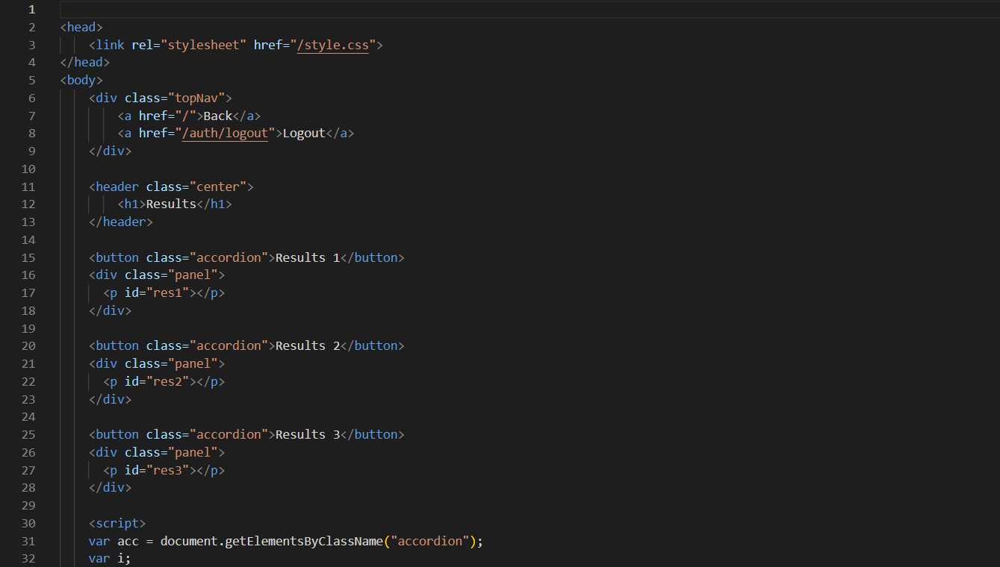 1
2 <head>
3 <link rel="stylesheet" href="/style.css">
4 </head>
5 <body>
6 <div class="topNav">
7 <a href="/">Back</a>
8 <a href="/auth/logout">Logout</a>
9 </div>
10
11 <header class="center">
12 <h1>Results</h1>
13 </header>
14
15 <button class="accordion">Results 1</button>
16 <div class="panel">
17 <p id="res1"></p>
18 </div>
19
20 <button class="accordion">Results 2</button>
21 <div class="panel">
22 <p id="res2"></p>
23 </div>
24
25 <button class="accordion">Results 3</button>
26 <div class="panel">
27 <p id="res3"></p>
28 </div>
29
30 <script>
31 var acc = document.getElementsByClassName("accordion");
32 var i;